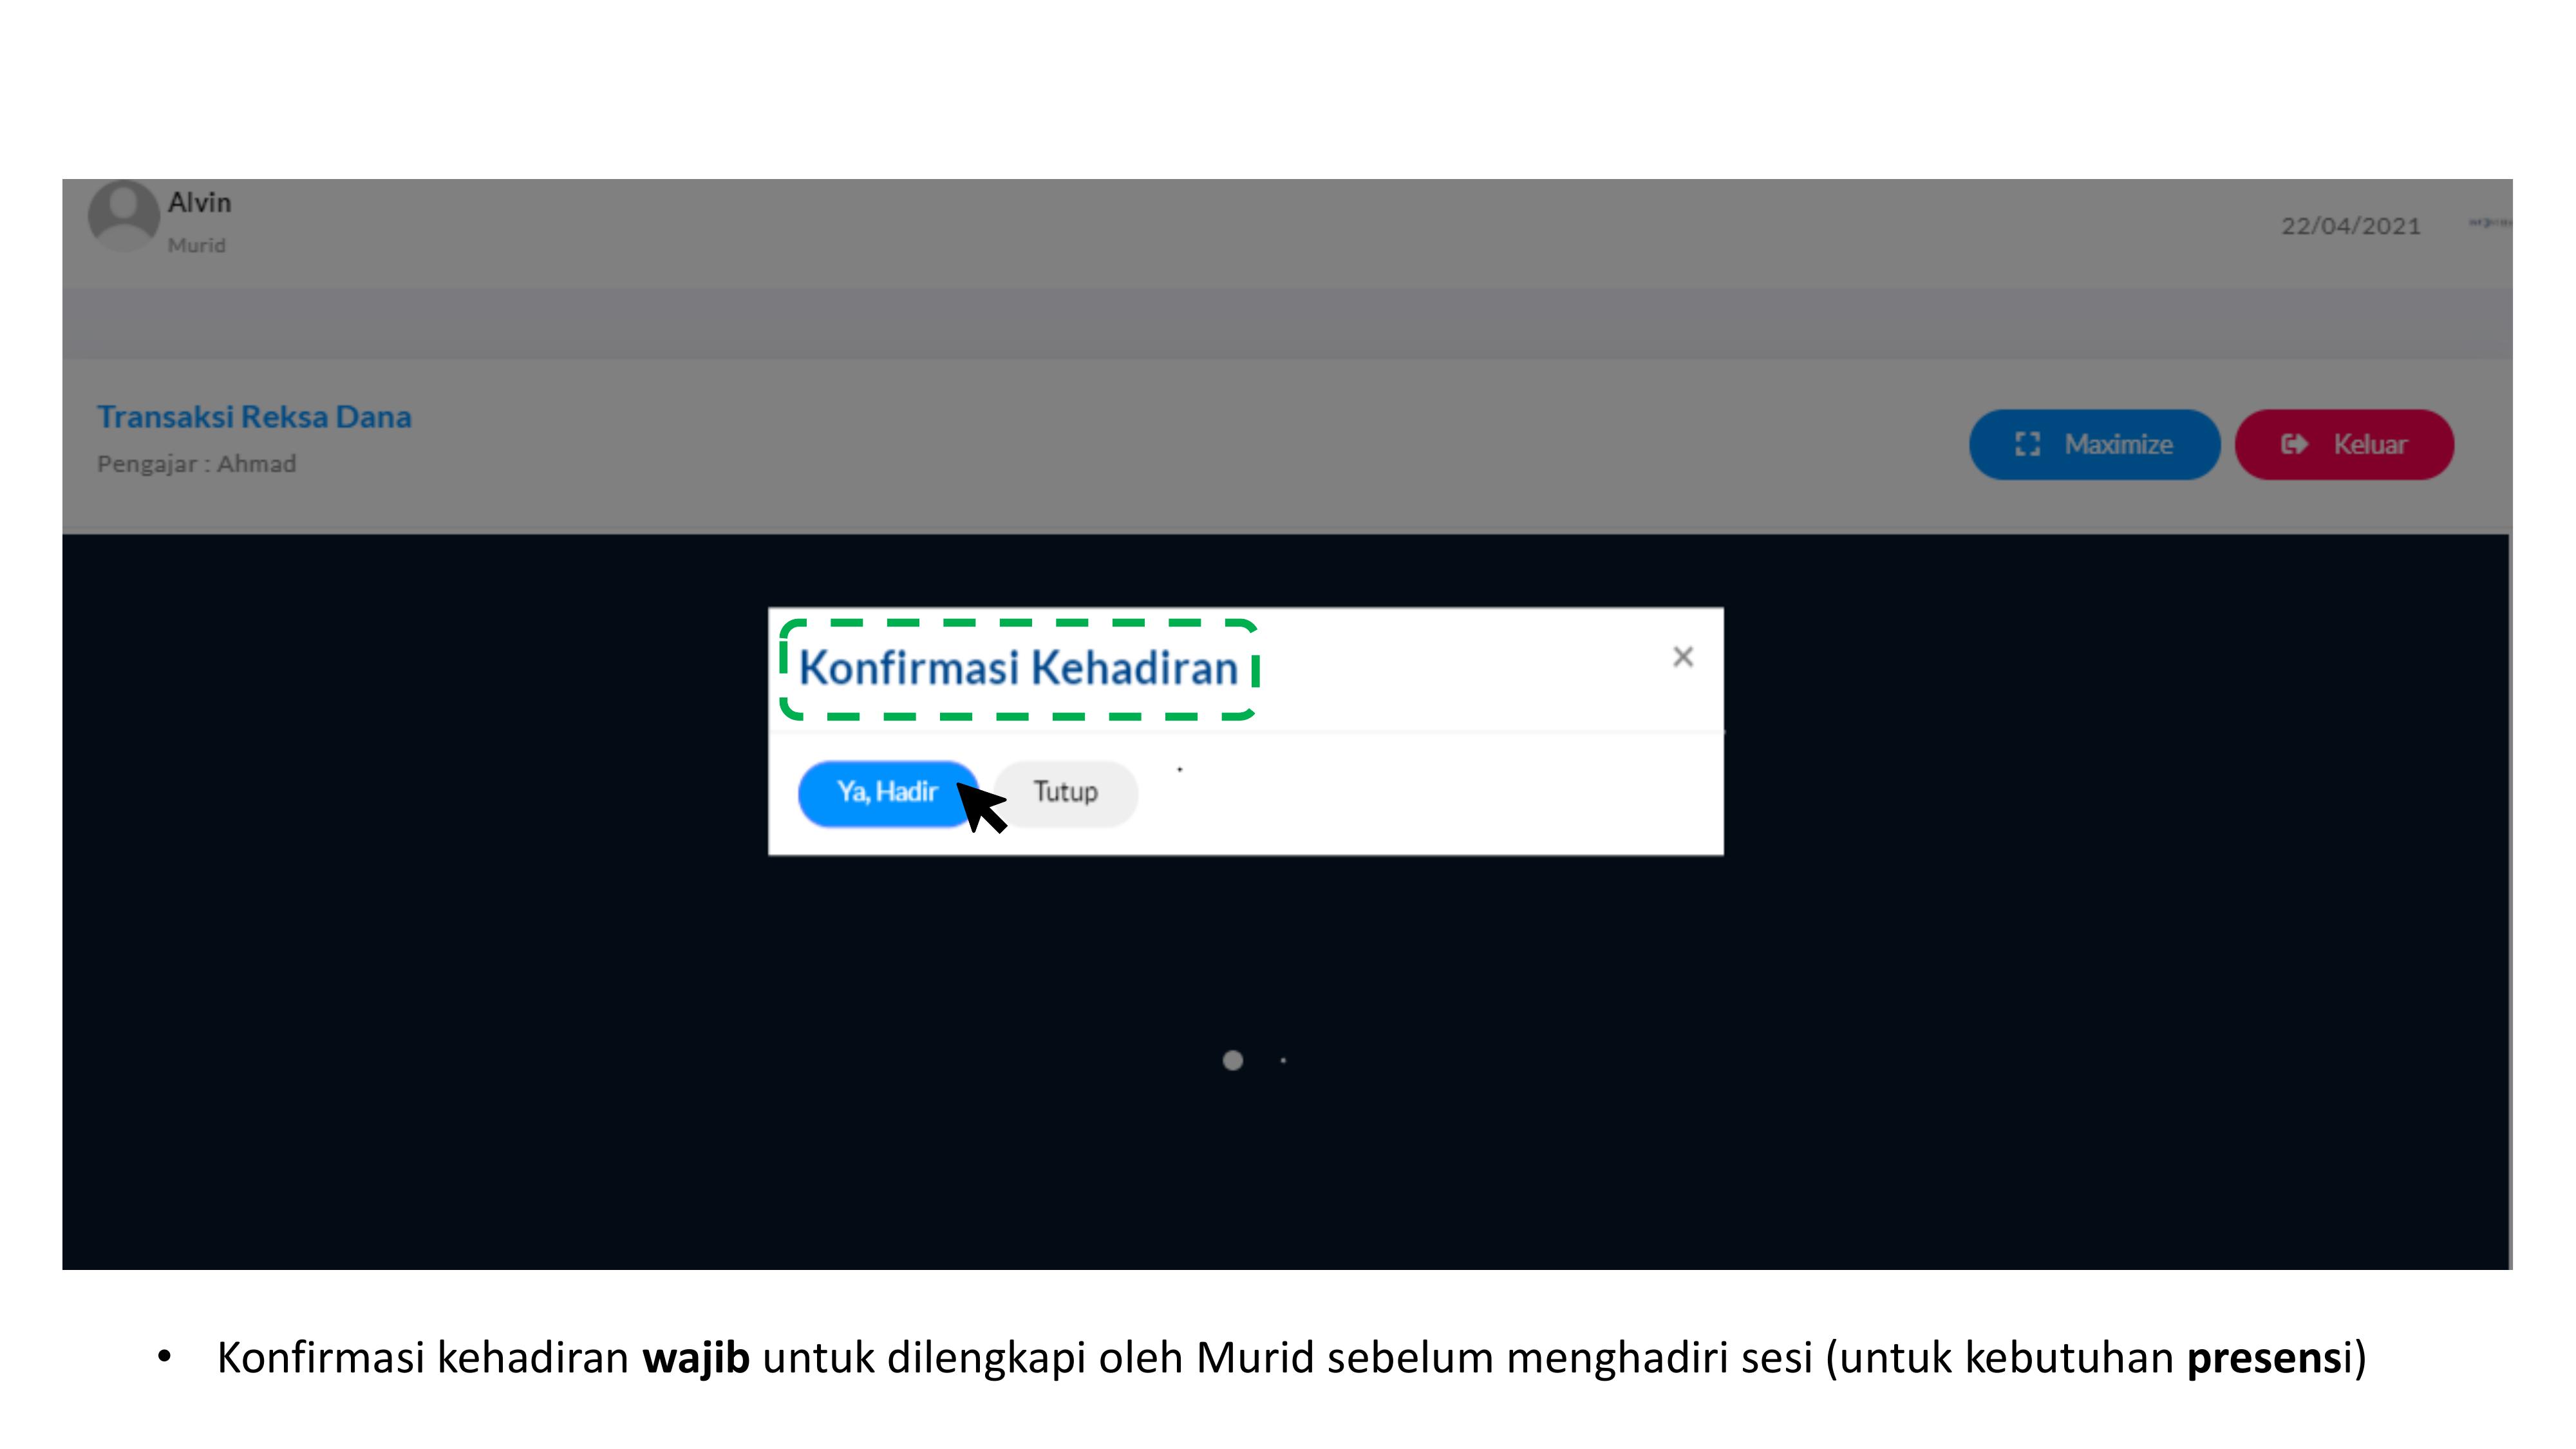 Alvin
Murid
22/04/2021
Transaksi Reksa Dana
Pengajar : Ahmad
Maximize
Keluar
Konfirmasi Kehadiran
×
Ya, Hadir
Tutup
• Konfirmasi kehadiran wajib untuk dilengkapi oleh Murid sebelum menghadiri sesi (untuk kebutuhan presensi)